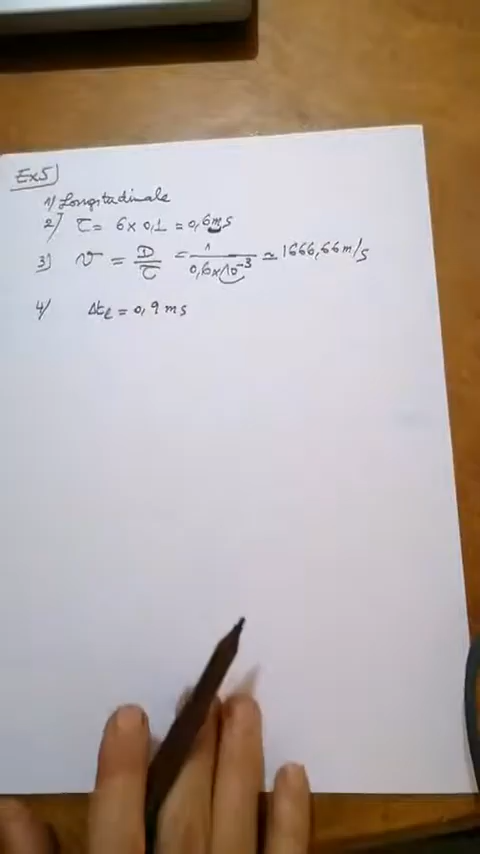 Ex5
1) Longitudinale
2) τ = 6 x 0,1 = 0,6 ms
3) v = D/τ = 1/(0,6 x 10⁻³) ≃ 1666,66 m/s
4/ Δtₑ = 0,9 ms